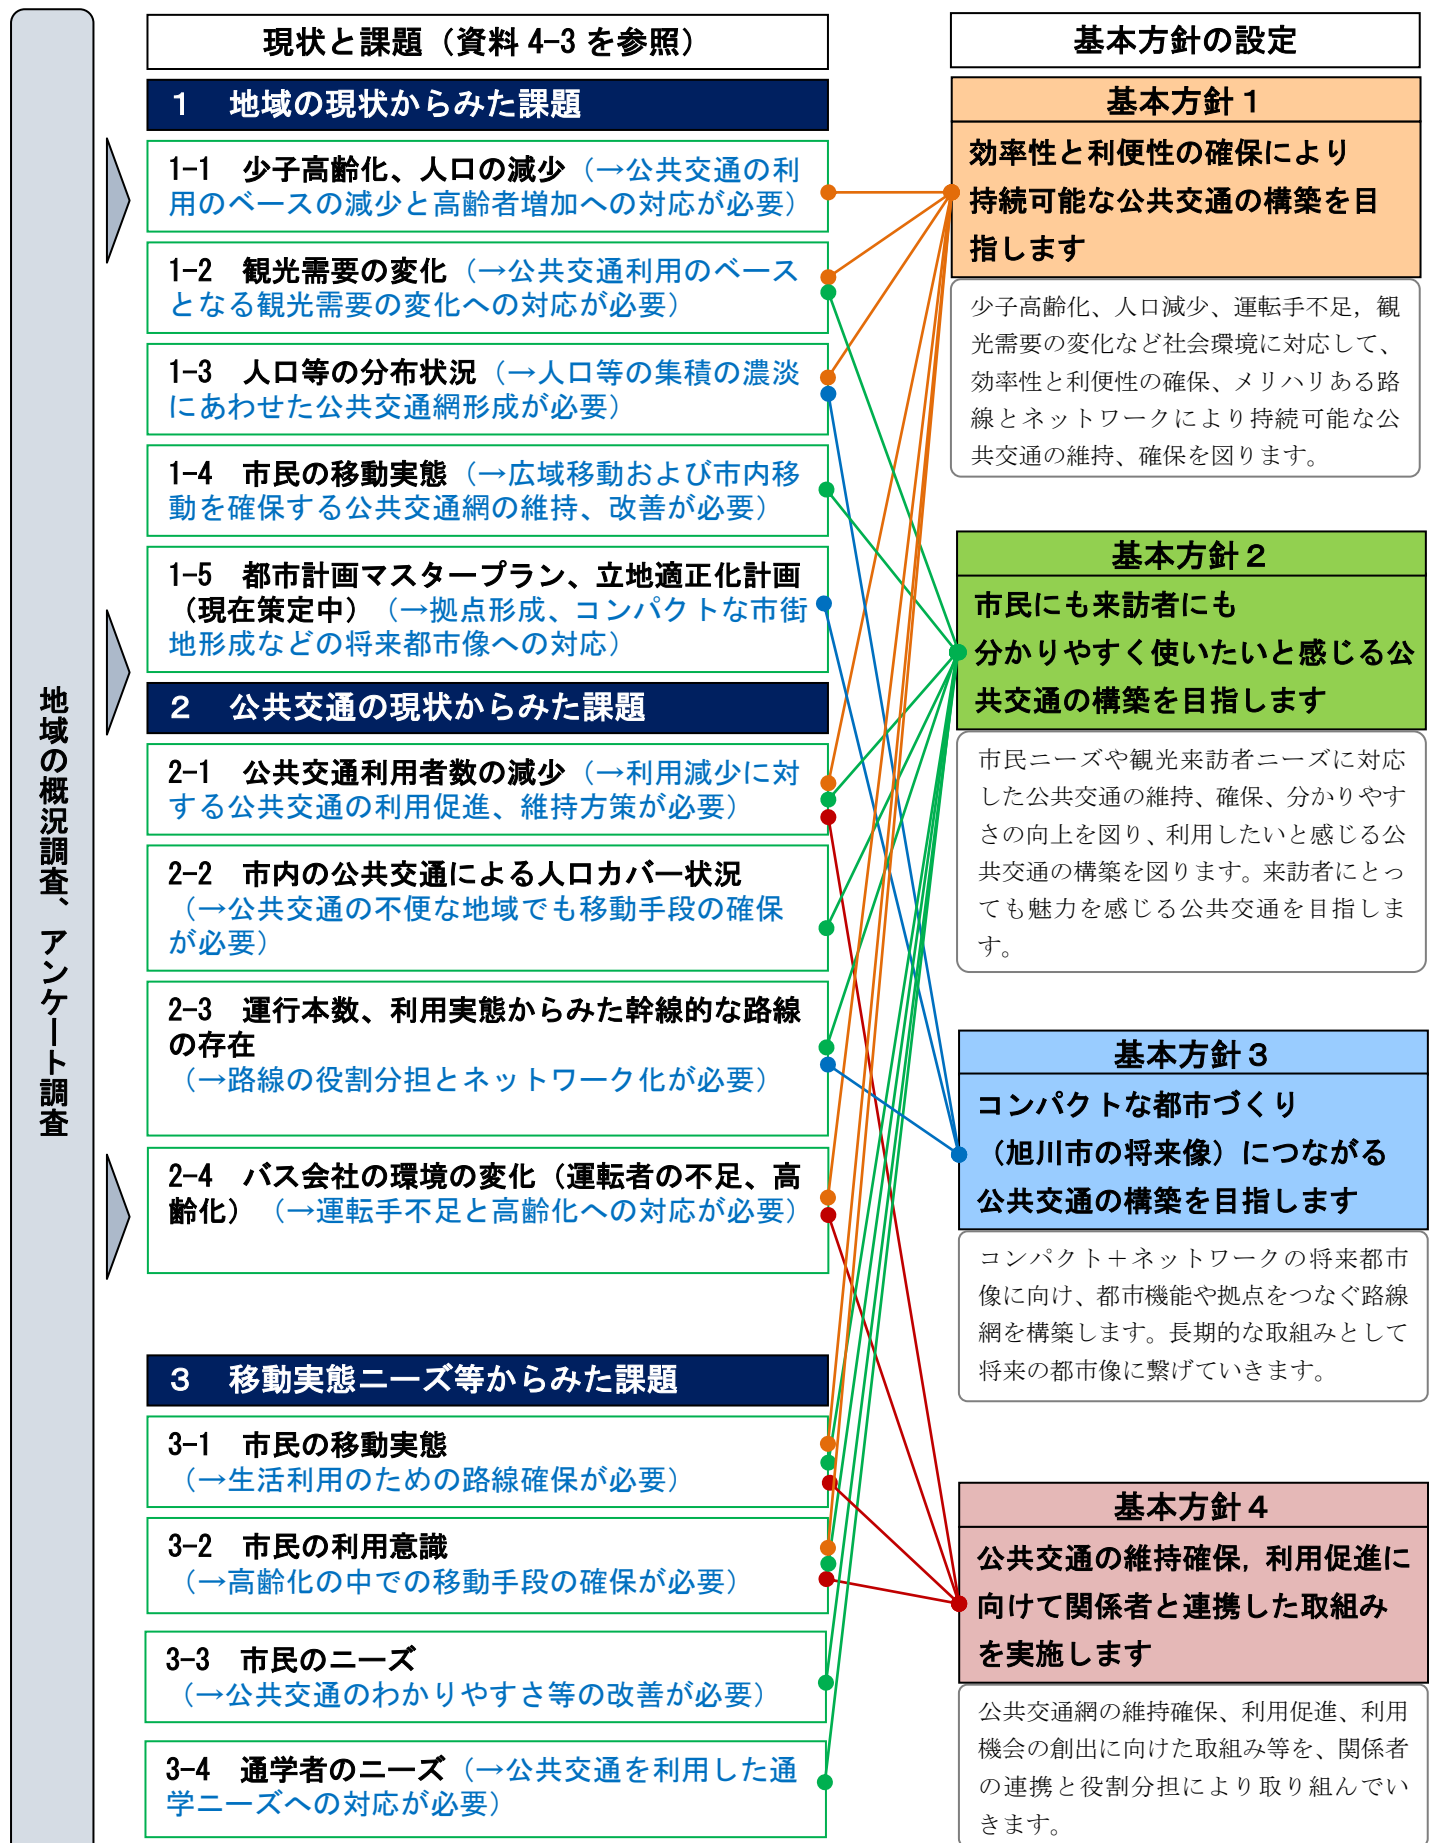 地域の概況調査、アンケート調査
現状と課題（資料 4-3 を参照）
1　地域の現状からみた課題
1-1　少子高齢化、人口の減少（→公共交通の利
用のベースの減少と高齢者増加への対応が必要）
1-2　観光需要の変化（→公共交通利用のベース
となる観光需要の変化への対応が必要）
1-3　人口等の分布状況（→人口等の集積の濃淡
にあわせた公共交通網形成が必要）
1-4　市民の移動実態（→広域移動および市内移
動を確保する公共交通網の維持、改善が必要）
1-5　都市計画マスタープラン、立地適正化計画
（現在策定中）（→拠点形成、コンパクトな市街
地形成などの将来都市像への対応）
2　公共交通の現状からみた課題
2-1　公共交通利用者数の減少（→利用減少に対
する公共交通の利用促進、維持方策が必要）
2-2　市内の公共交通による人口カバー状況
（→公共交通の不便な地域でも移動手段の確保
が必要）
2-3　運行本数、利用実態からみた幹線的な路線
の存在
（→路線の役割分担とネットワーク化が必要）
2-4　バス会社の環境の変化（運転者の不足、高
齢化）（→運転手不足と高齢化への対応が必要）
3　移動実態ニーズ等からみた課題
3-1　市民の移動実態
（→生活利用のための路線確保が必要）
3-2　市民の利用意識
（→高齢化の中での移動手段の確保が必要）
3-3　市民のニーズ
（→公共交通のわかりやすさ等の改善が必要）
3-4　通学者のニーズ（→公共交通を利用した通
学ニーズへの対応が必要）
基本方針の設定
基本方針１
効率性と利便性の確保により
持続可能な公共交通の構築を目
指します
少子高齢化、人口減少、運転手不足，観
光需要の変化など社会環境に対応して、
効率性と利便性の確保、メリハリある路
線とネットワークにより持続可能な公
共交通の維持、確保を図ります。
基本方針２
市民にも来訪者にも
分かりやすく使いたいと感じる公
共交通の構築を目指します
市民ニーズや観光来訪者ニーズに対応
した公共交通の維持、確保、分かりやす
さの向上を図り、利用したいと感じる公
共交通の構築を図ります。来訪者にとっ
ても魅力を感じる公共交通を目指しま
す。
基本方針３
コンパクトな都市づくり
（旭川市の将来像）につながる
公共交通の構築を目指します
コンパクト＋ネットワークの将来都市
像に向け、都市機能や拠点をつなぐ路線
網を構築します。長期的な取組みとして
将来の都市像に繋げていきます。
基本方針４
公共交通の維持確保，利用促進に
向けて関係者と連携した取組み
を実施します
公共交通網の維持確保、利用促進、利用
機会の創出に向けた取組み等を、関係者
の連携と役割分担により取り組んでい
きます。